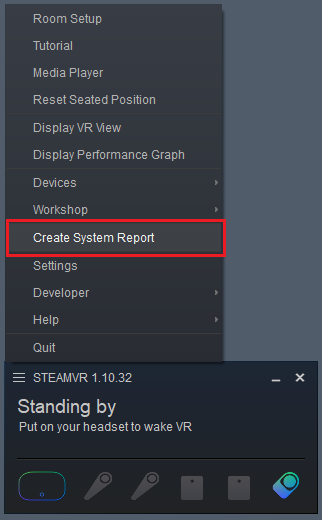 Room Setup
Tutorial
Media Player
Reset Seated Position
Display VR View
Display Performance Graph
Devices
Workshop
Create System Report
Settings
Developer
Help
Quit
STEAMVR 1.10.32
Standing by
Put on your headset to wake VR